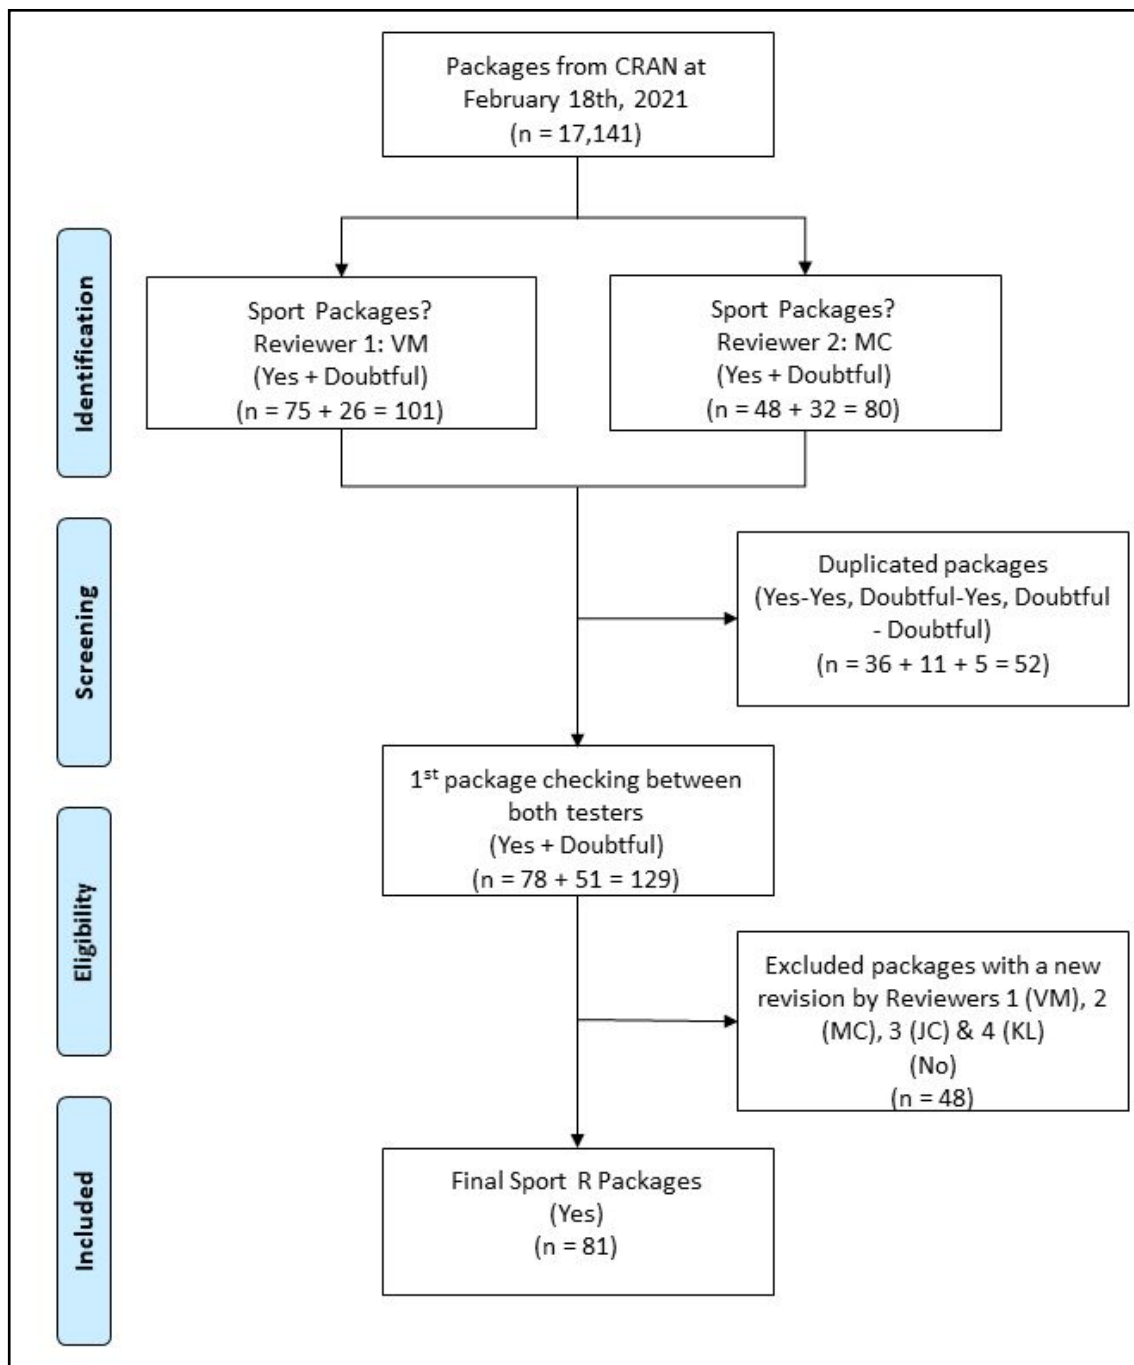 Packages from CRAN at
February 18th, 2021
(n = 17,141)
Identification
Sport Packages?
Reviewer 1: VM
(Yes + Doubtful)
(n = 75 + 26 = 101)
Sport Packages?
Reviewer 2: MC
(Yes + Doubtful)
(n = 48 + 32 = 80)
Screening
Duplicated packages
(Yes-Yes, Doubtful-Yes, Doubtful
- Doubtful)
(n = 36 + 11 + 5 = 52)
1st package checking between
both testers
(Yes + Doubtful)
(n = 78 + 51 = 129)
Eligibility
Excluded packages with a new
revision by Reviewers 1 (VM), 2
(MC), 3 (JC) & 4 (KL)
(No)
(n = 48)
Included
Final Sport R Packages
(Yes)
(n = 81)